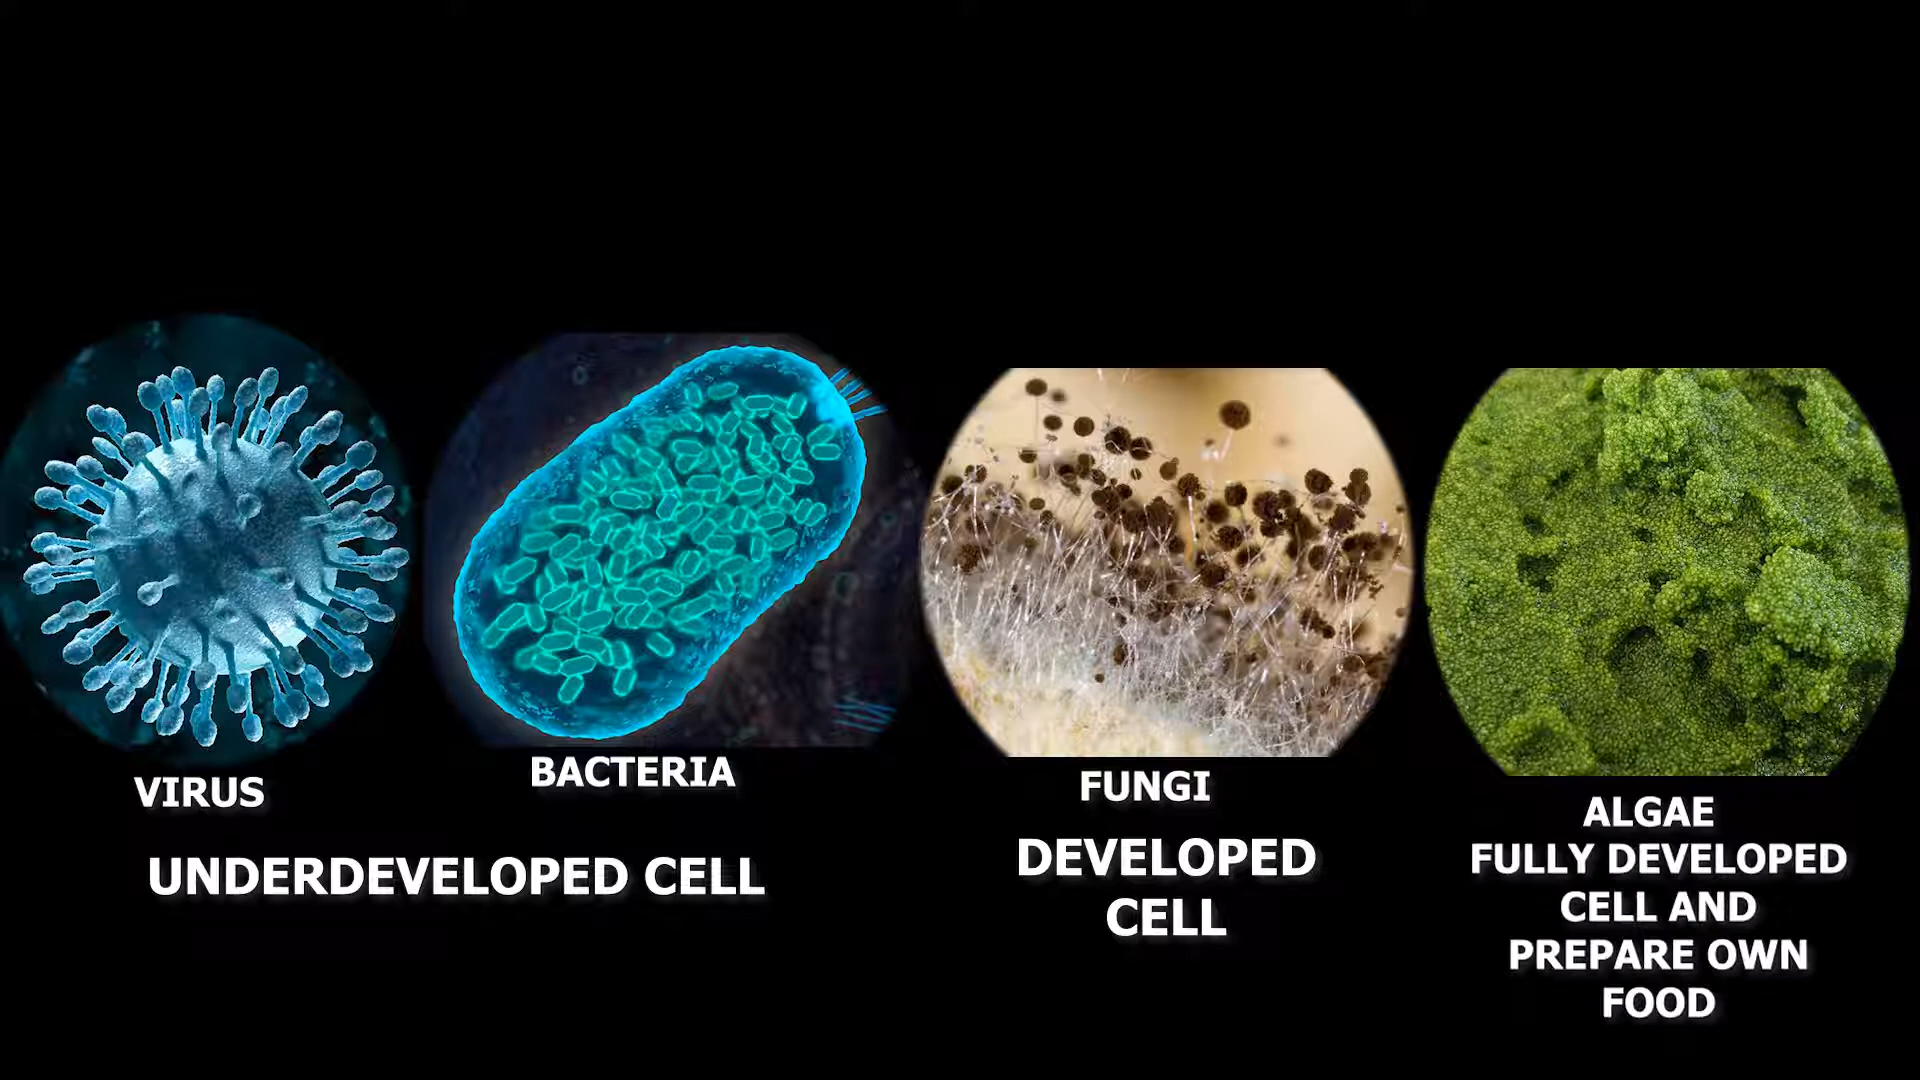 VIRUS
BACTERIA
UNDERDEVELOPED CELL
FUNGI
DEVELOPED
CELL
ALGAE
FULLY DEVELOPED
CELL AND
PREPARE OWN
FOOD